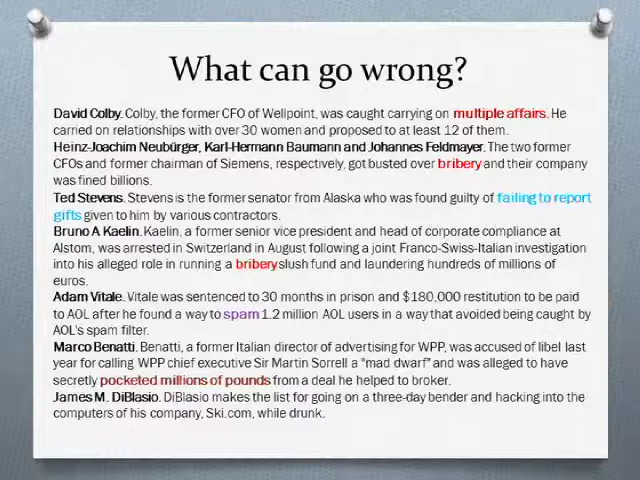 What can go wrong?
David Colby. Colby, the former CFO of Wellpoint, was caught carrying on multiple affairs. He
carried on relationships with over 30 women and proposed to at least 12 of them.
Heinz-Joachim Neubürger, Karl-Hermann Baumann and Johannes Feldmayer. The two former
CFOs and former chairman of Siemens, respectively, got busted over bribery and their company
was fined billions.
Ted Stevens. Stevens is the former senator from Alaska who was found guilty of failing to report
gifts given to him by various contractors.
Bruno A Kaelin. Kaelin, a former senior vice president and head of corporate compliance at
Alstom, was arrested in Switzerland in August following a joint Franco-Swiss-Italian investigation
into his alleged role in running a bribery slush fund and laundering hundreds of millions of
euros.
Adam Vitale. Vitale was sentenced to 30 months in prison and $180,000 restitution to be paid
to AOL after he found a way to spam 1.2 million AOL users in a way that avoided being caught by
AOL's spam filter.
Marco Benatti. Benatti, a former Italian director of advertising for WPP, was accused of libel last
year for calling WPP chief executive Sir Martin Sorrell a "mad dwarf" and was alleged to have
secretly pocketed millions of pounds from a deal he helped to broker.
James M. DiBlasio. DiBlasio makes the list for going on a three-day bender and hacking into the
computers of his company, Ski.com, while drunk.